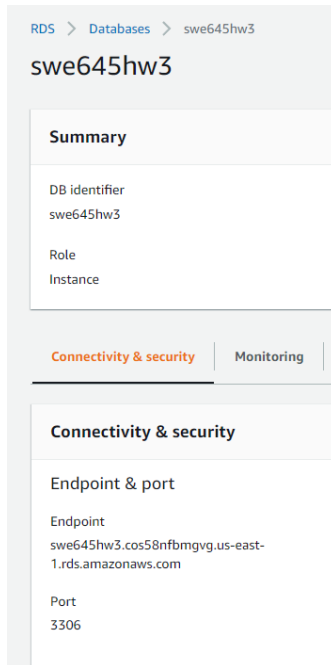 RDS > Databases > swe645hw3
swe645hw3
Summary
DB identifier
swe645hw3
Role
Instance
Connectivity & security
Monitoring
Connectivity & security
Endpoint & port
Endpoint
swe645hw3.cos58nfbmgvg.us-east-
1.rds.amazonaws.com
Port
3306